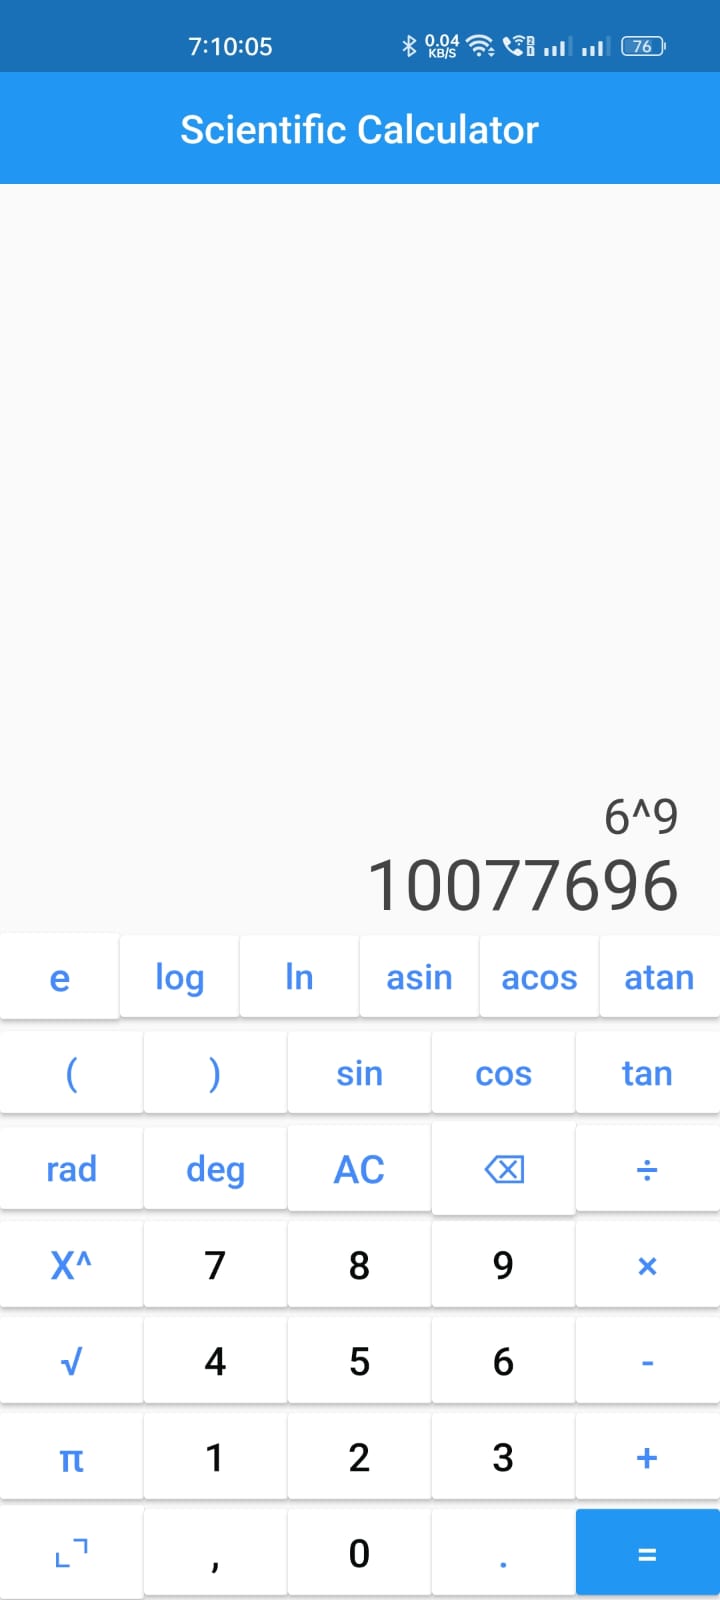 7:10:05 0.04 KB/S 76
Scientific Calculator
6^9
10077696
e log ln asin acos atan
( ) sin cos tan
rad deg AC ÷
X^ 7 8 9 ×
√ 4 5 6 -
π 1 2 3 +
, 0 . =